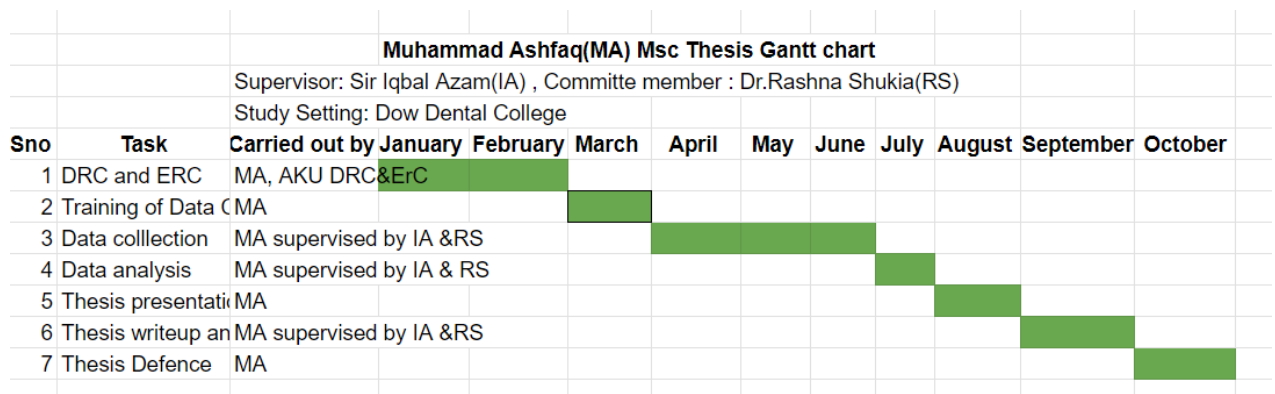 Muhammad Ashfaq(MA) Msc Thesis Gantt chart
Supervisor: Sir Iqbal Azam(IA) , Committe member : Dr.Rashna Shukia(RS)
Study Setting: Dow Dental College
Sno Task Carried out by January February March April May June July August September October
1 DRC and ERC MA, AKU DRC&ErC
2 Training of Data MA
3 Data colllection MA supervised by IA &RS
4 Data analysis MA supervised by IA & RS
5 Thesis presentati MA
6 Thesis writeup an MA supervised by IA &RS
7 Thesis Defence MA